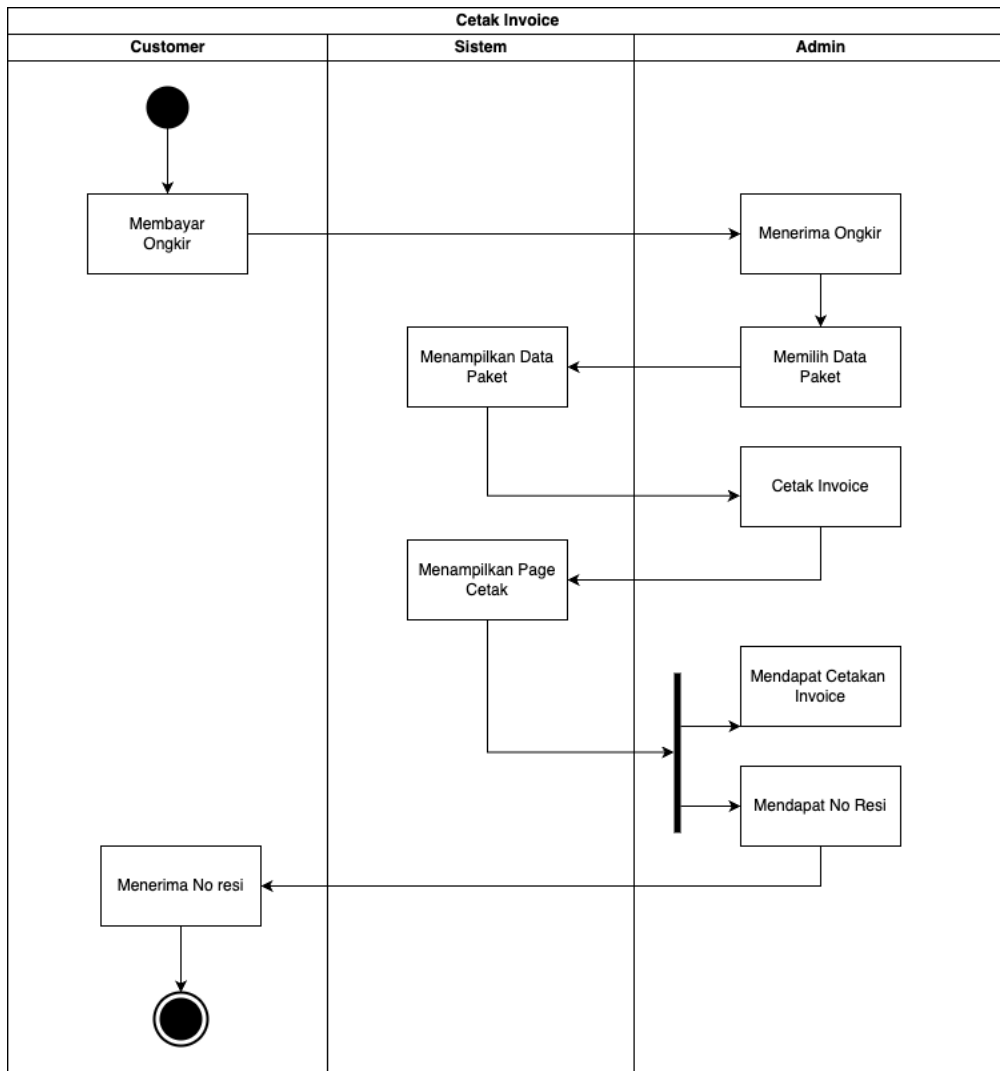 Cetak Invoice
Customer
Sistem
Admin
Membayar
Ongkir
Menerima Ongkir
Menampilkan Data
Paket
Memilih Data
Paket
Cetak Invoice
Menampilkan Page
Cetak
Mendapat Cetakan
Invoice
Mendapat No Resi
Menerima No resi